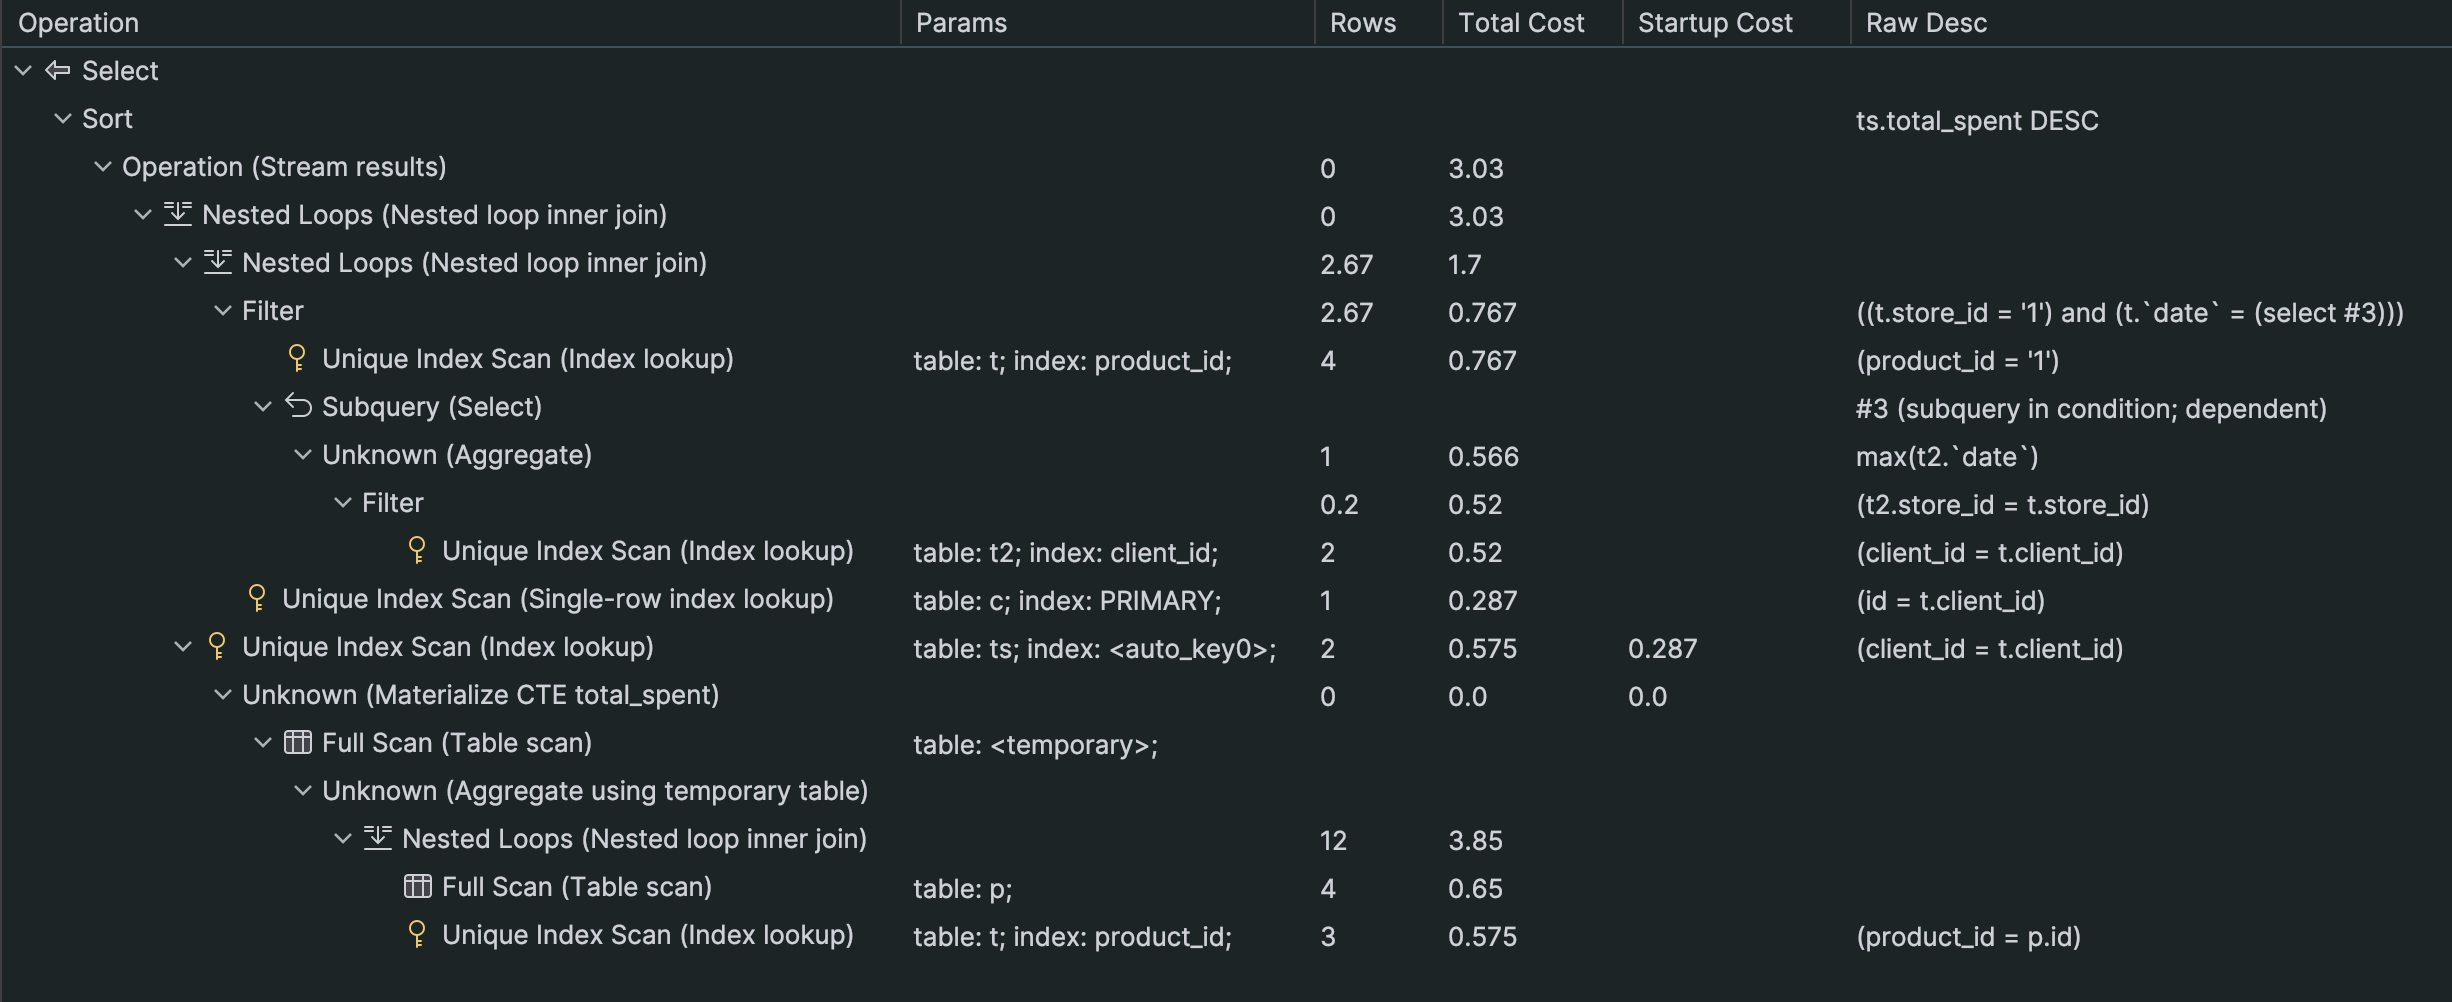 Operation Params Rows Total Cost Startup Cost Raw Desc
Select
Sort ts.total_spent DESC
Operation (Stream results) 0 3.03
Nested Loops (Nested loop inner join) 0 3.03
Nested Loops (Nested loop inner join) 2.67 1.7
Filter 2.67 0.767 ((t.store_id = '1') and (t.`date` = (select #3)))
Unique Index Scan (Index lookup) table: t; index: product_id; 4 0.767 (product_id = '1')
Subquery (Select) #3 (subquery in condition; dependent)
Unknown (Aggregate) 1 0.566 max(t2.`date`)
Filter 0.2 0.52 (t2.store_id = t.store_id)
Unique Index Scan (Index lookup) table: t2; index: client_id; 2 0.52 (client_id = t.client_id)
Unique Index Scan (Single-row index lookup) table: c; index: PRIMARY; 1 0.287 (id = t.client_id)
Unique Index Scan (Index lookup) table: ts; index: <auto_key0>; 2 0.575 0.287 (client_id = t.client_id)
Unknown (Materialize CTE total_spent) 0 0.0 0.0
Full Scan (Table scan) table: <temporary>;
Unknown (Aggregate using temporary table)
Nested Loops (Nested loop inner join) 12 3.85
Full Scan (Table scan) table: p; 4 0.65
Unique Index Scan (Index lookup) table: t; index: product_id; 3 0.575 (product_id = p.id)